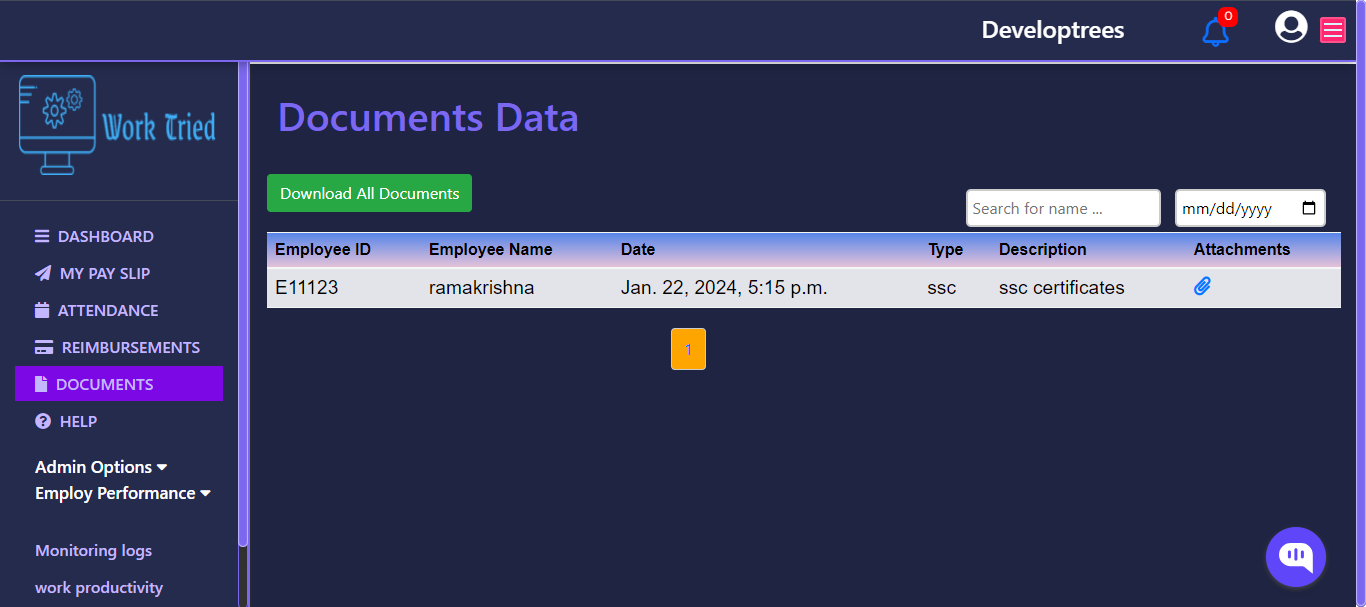 Developtrees
0
Work Tried
Documents Data
Download All Documents
Search for name ...
mm/dd/yyyy
Employee ID Employee Name Date Type Description Attachments
E11123 ramakrishna Jan. 22, 2024, 5:15 p.m. ssc ssc certificates
1
DASHBOARD
MY PAY SLIP
ATTENDANCE
REIMBURSEMENTS
DOCUMENTS
HELP
Admin Options
Employ Performance
Monitoring logs
work productivity